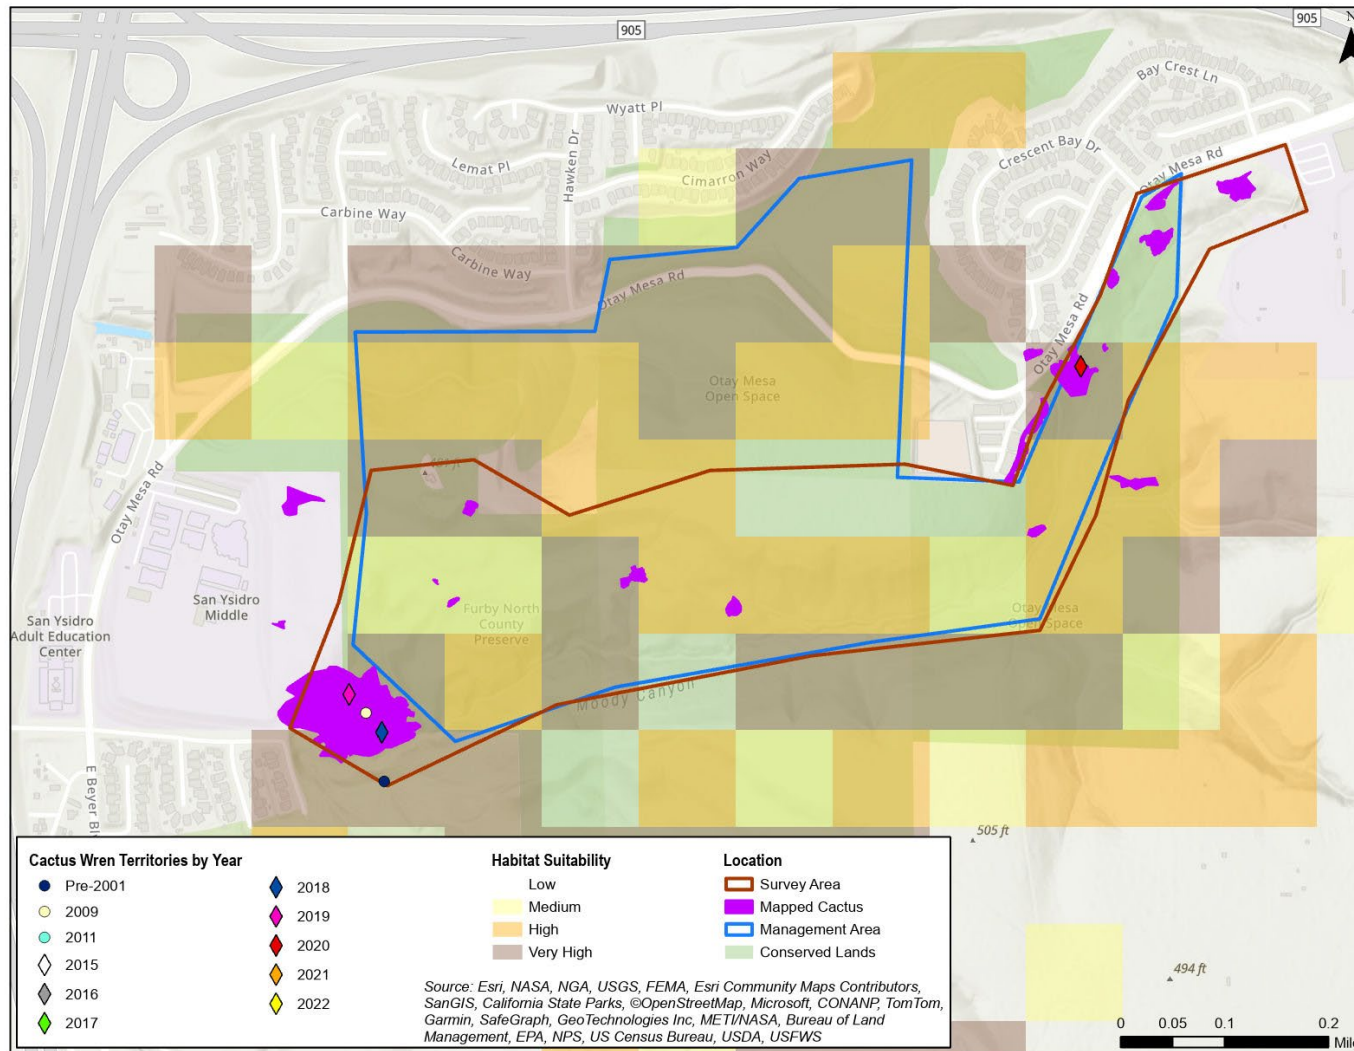 905
905
N
Wyatt Pl
Bay Crest Ln
Lemat Pl
Hawken Dr
Cimarron Way
Crescent Bay Dr
Otay Mesa Rd
Carbine Way
Carbine Way
Otay Mesa Rd
Otay Mesa Rd
Otay Mesa
Open Space
Otay Mesa Rd
San Ysidro
Middle
San Ysidro
Adult Education
Center
Furby North
County
Preserve
Otay Mesa
Open Space
Moody Canyon
505 ft
494 ft
Cactus Wren Territories by Year
Pre-2001
2009
2011
2015
2016
2017
2018
2019
2020
2021
2022
Habitat Suitability
Low
Medium
High
Very High
Location
Survey Area
Mapped Cactus
Management Area
Conserved Lands
Source: Esri, NASA, NGA, USGS, FEMA, Esri Community Maps Contributors,
SanGIS, California State Parks, ©OpenStreetMap, Microsoft, CONANP, TomTom,
Garmin, SafeGraph, GeoTechnologies Inc, METI/NASA, Bureau of Land
Management, EPA, NPS, US Census Bureau, USDA, USFWS
0 0.05 0.1 0.2